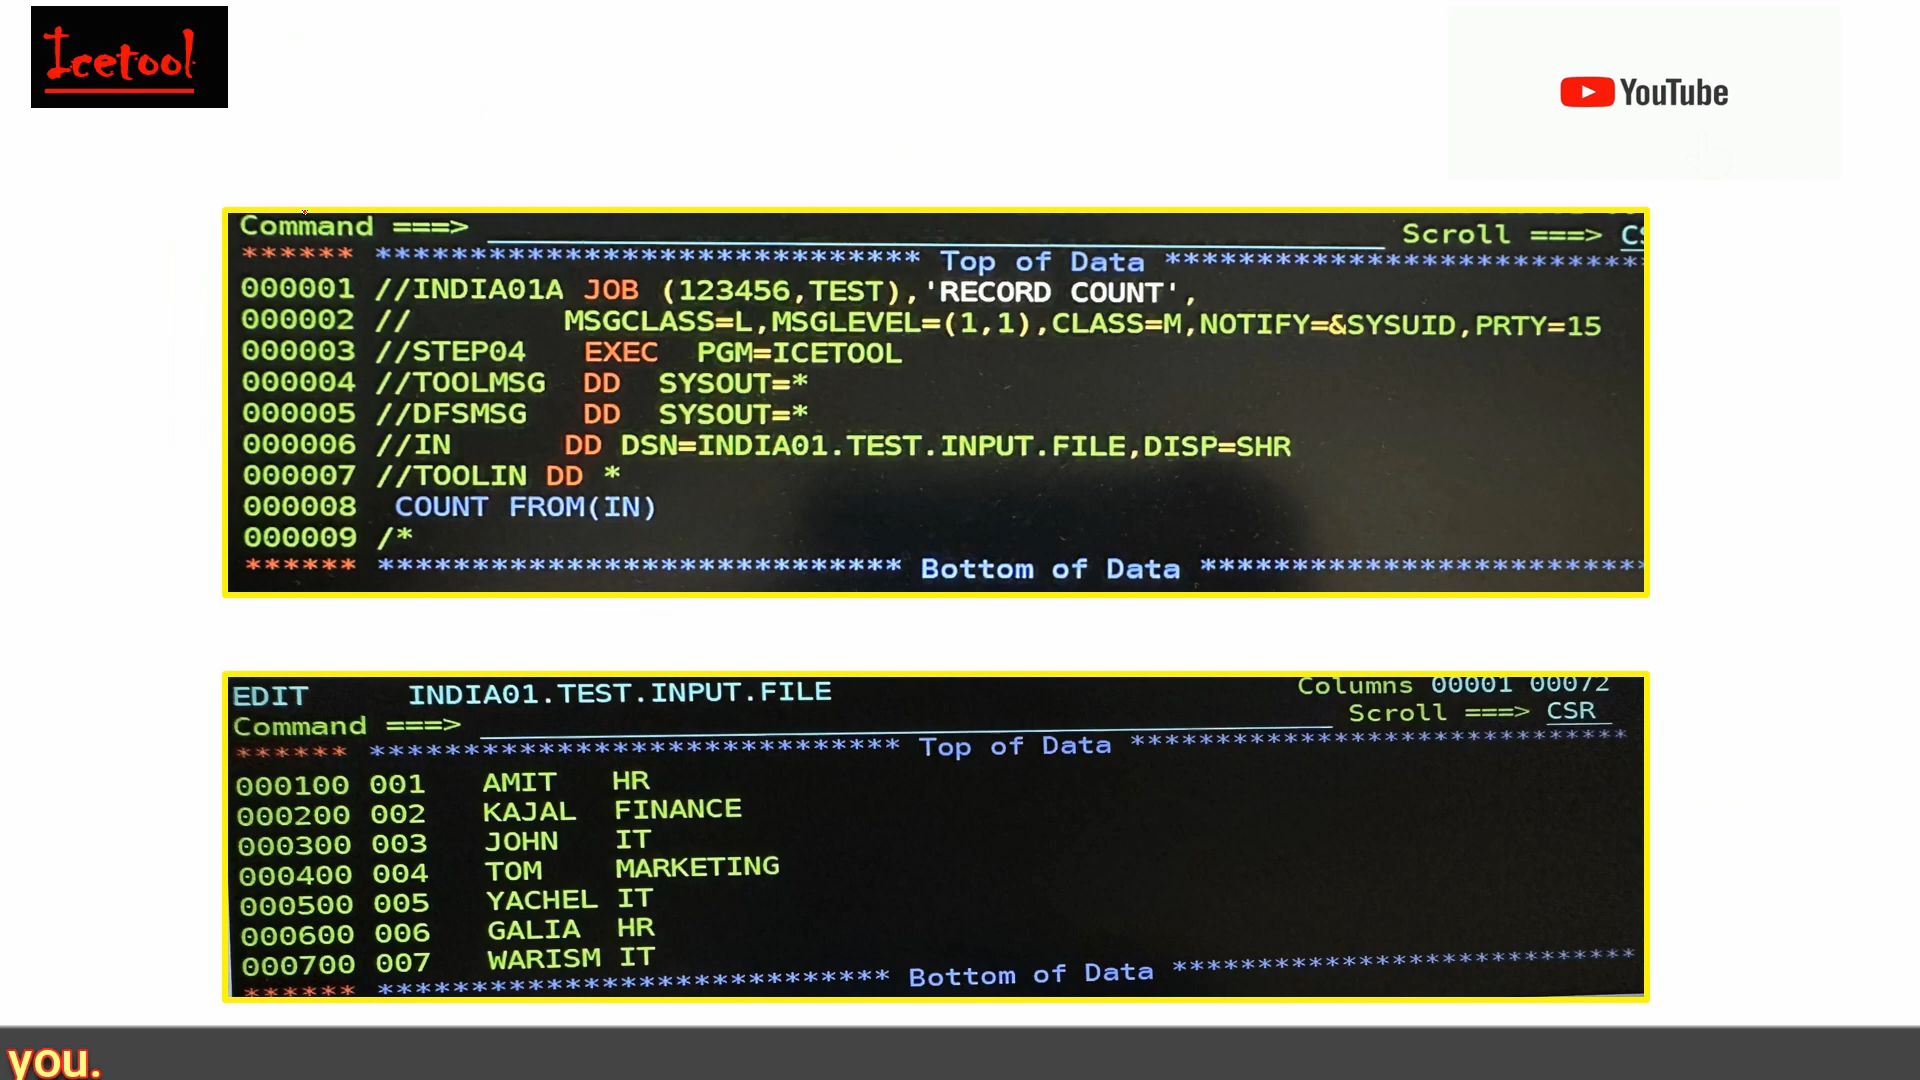 Icetool
YouTube
Command ===> Scroll ===> CS
****** ***************************** Top of Data **************************
000001 //INDIA01A JOB (123456,TEST),'RECORD COUNT',
000002 // MSGCLASS=L,MSGLEVEL=(1,1),CLASS=M,NOTIFY=&SYSUID,PRTY=15
000003 //STEP04 EXEC PGM=ICETOOL
000004 //TOOLMSG DD SYSOUT=*
000005 //DFSMSG DD SYSOUT=*
000006 //IN DD DSN=INDIA01.TEST.INPUT.FILE,DISP=SHR
000007 //TOOLIN DD *
000008 COUNT FROM(IN)
000009 /*
****** **************************** Bottom of Data ************************
EDIT INDIA01.TEST.INPUT.FILE Columns 00001 00072
Command ===> Scroll ===> CSR
****** ***************************** Top of Data ***************************
000100 001 AMIT HR
000200 002 KAJAL FINANCE
000300 003 JOHN IT
000400 004 TOM MARKETING
000500 005 YACHEL IT
000600 006 GALIA HR
000700 007 WARISM IT
****** **************************** Bottom of Data *************************
you.